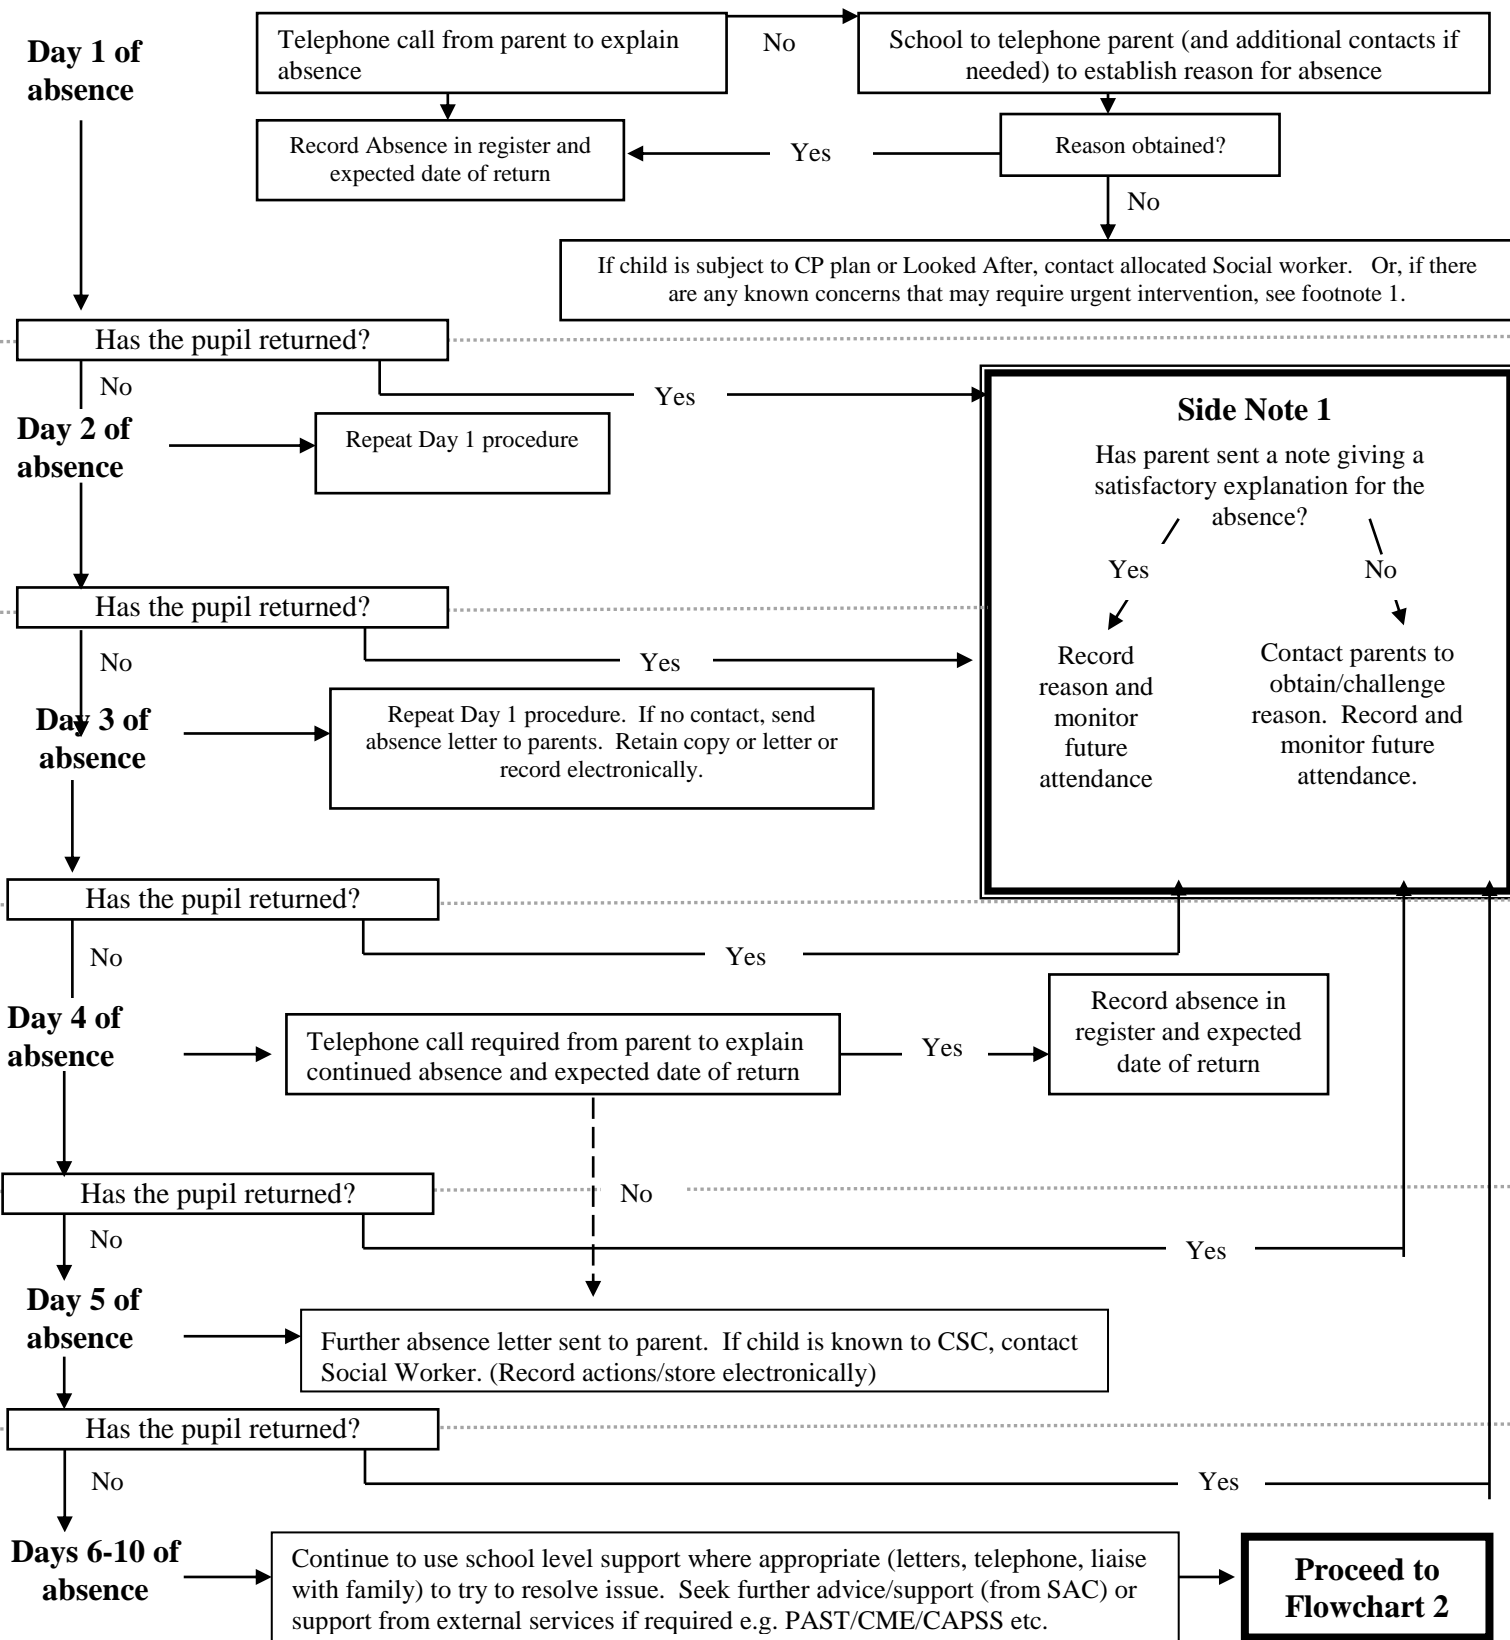 Day 1 of
absence
Telephone call from parent to explain
absence
No
School to telephone parent (and additional contacts if
needed) to establish reason for absence
Record Absence in register and
expected date of return
Yes
Reason obtained?
No
If child is subject to CP plan or Looked After, contact allocated Social worker.   Or, if there
are any known concerns that may require urgent intervention, see footnote 1.
Has the pupil returned?
No
Yes
Day 2 of
absence
Repeat Day 1 procedure
Side Note 1
Has parent sent a note giving a
satisfactory explanation for the
absence?
Yes
No
Record
reason and
monitor
future
attendance
Contact parents to
obtain/challenge
reason.  Record and
monitor future
attendance.
Has the pupil returned?
No
Yes
Day 3 of
absence
Repeat Day 1 procedure.  If no contact, send
absence letter to parents.  Retain copy or letter or
record electronically.
Has the pupil returned?
No
Yes
Day 4 of
absence
Telephone call required from parent to explain
continued absence and expected date of return
Yes
Record absence in
register and expected
date of return
Has the pupil returned?
No
No
Yes
Day 5 of
absence
Further absence letter sent to parent.  If child is known to CSC, contact
Social Worker. (Record actions/store electronically)
Has the pupil returned?
No
Yes
Days 6-10 of
absence
Continue to use school level support where appropriate (letters, telephone, liaise
with family) to try to resolve issue.  Seek further advice/support (from SAC) or
support from external services if required e.g. PAST/CME/CAPSS etc.
Proceed to
Flowchart 2